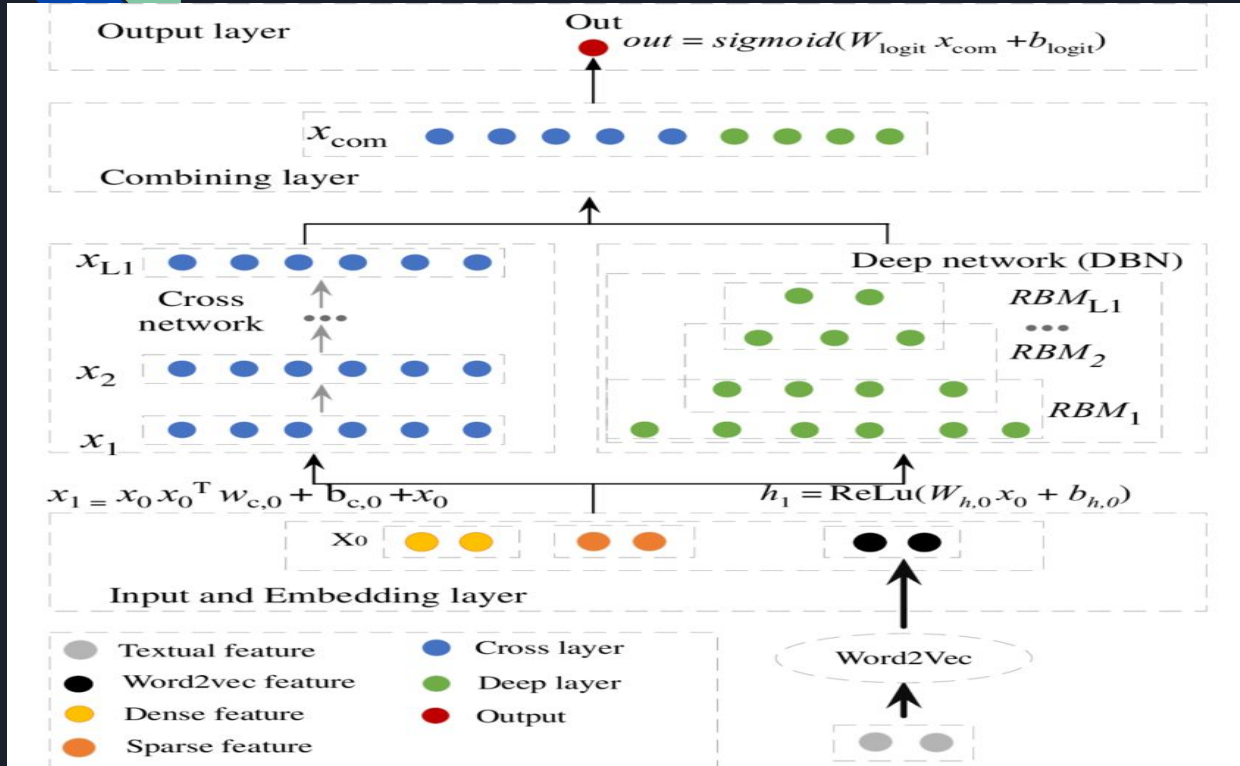 Output layer
Out
out = sigmoid(W_logit x_com + b_logit)
x_com
Combining layer
x_L1
Cross
network
...
x_2
x_1
Deep network (DBN)
RBM_L1
...
RBM_2
RBM_1
x_1 = x_0 x_0^T w_c,0 + b_c,0 + x_0
h_1 = ReLu(W_h,0 x_0 + b_h,0)
X_0
Input and Embedding layer
Textual feature
Word2vec feature
Dense feature
Sparse feature
Cross layer
Deep layer
Output
Word2Vec